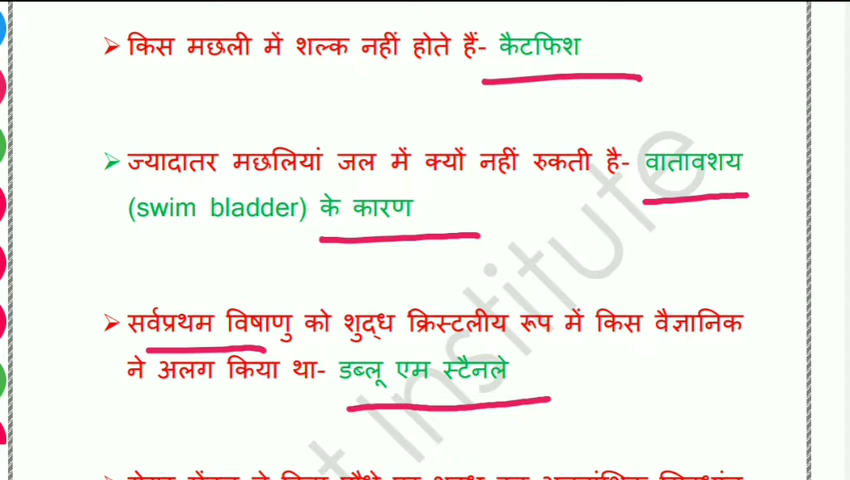 किस मछली में शल्क नहीं होते हैं- कैटफिश
ज्यादातर मछलियां जल में क्यों नहीं रुकती है- वातावशय
(swim bladder) के कारण
सर्वप्रथम विषाणु को शुद्ध क्रिस्टलीय रूप में किस वैज्ञानिक
ने अलग किया था- डब्लू एम स्टैनले
t Institute